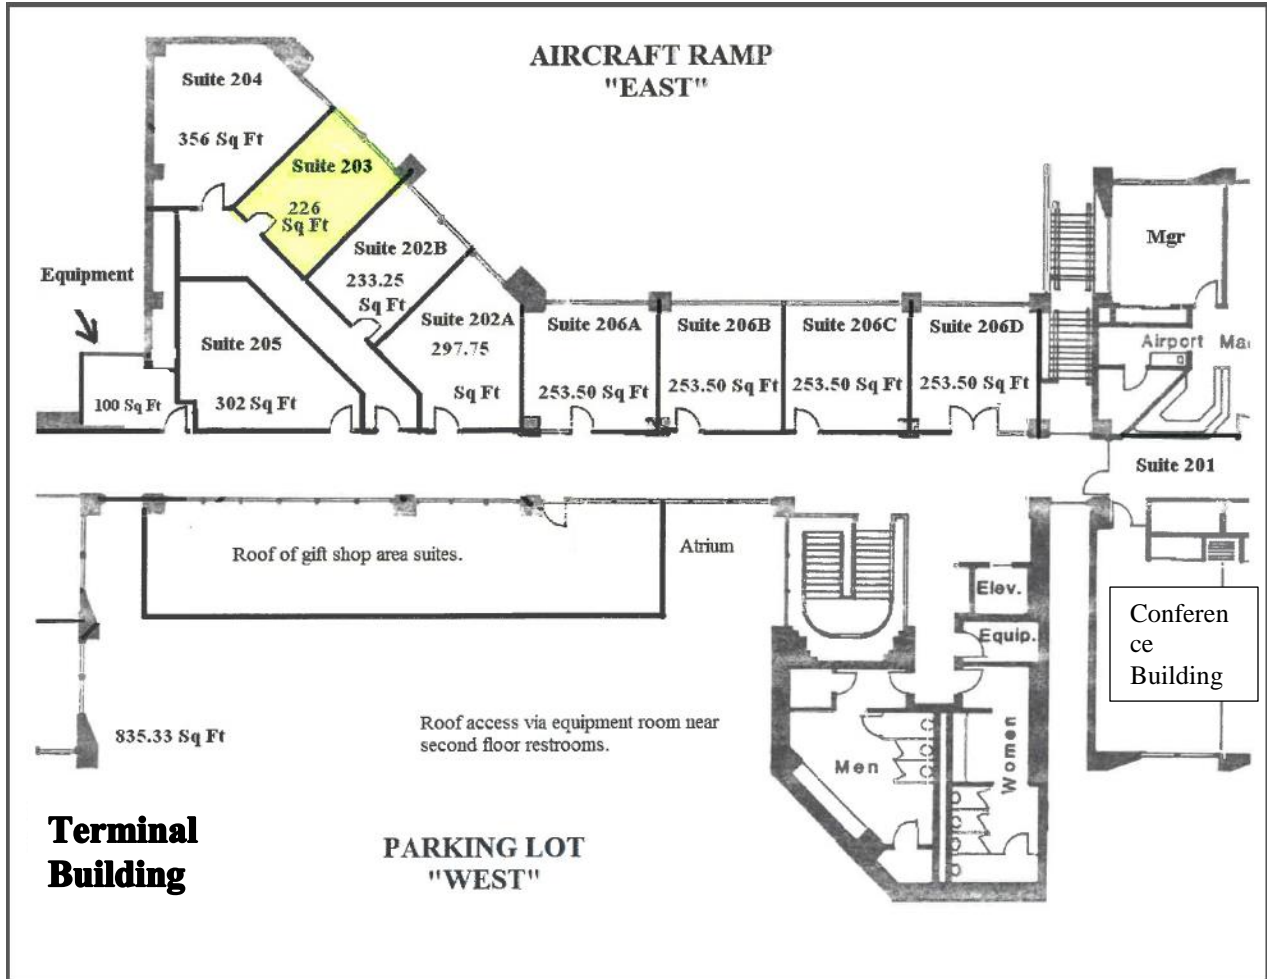 AIRCRAFT RAMP
"EAST"
Suite 204
356 Sq Ft
Suite 203
226
Sq Ft
Suite 202B
233.25
Sq Ft
Suite 202A
297.75
Sq Ft
Equipment
100 Sq Ft
Suite 205
302 Sq Ft
Suite 206A
253.50 Sq Ft
Suite 206B
253.50 Sq Ft
Suite 206C
253.50 Sq Ft
Suite 206D
253.50 Sq Ft
Mgr
Airport
Suite 201
Roof of gift shop area suites.
Atrium
Elev.
Equip.
Conferen
ce
Building
835.33 Sq Ft
Roof access via equipment room near
second floor restrooms.
Men
Women
Terminal
Building
PARKING LOT
"WEST"